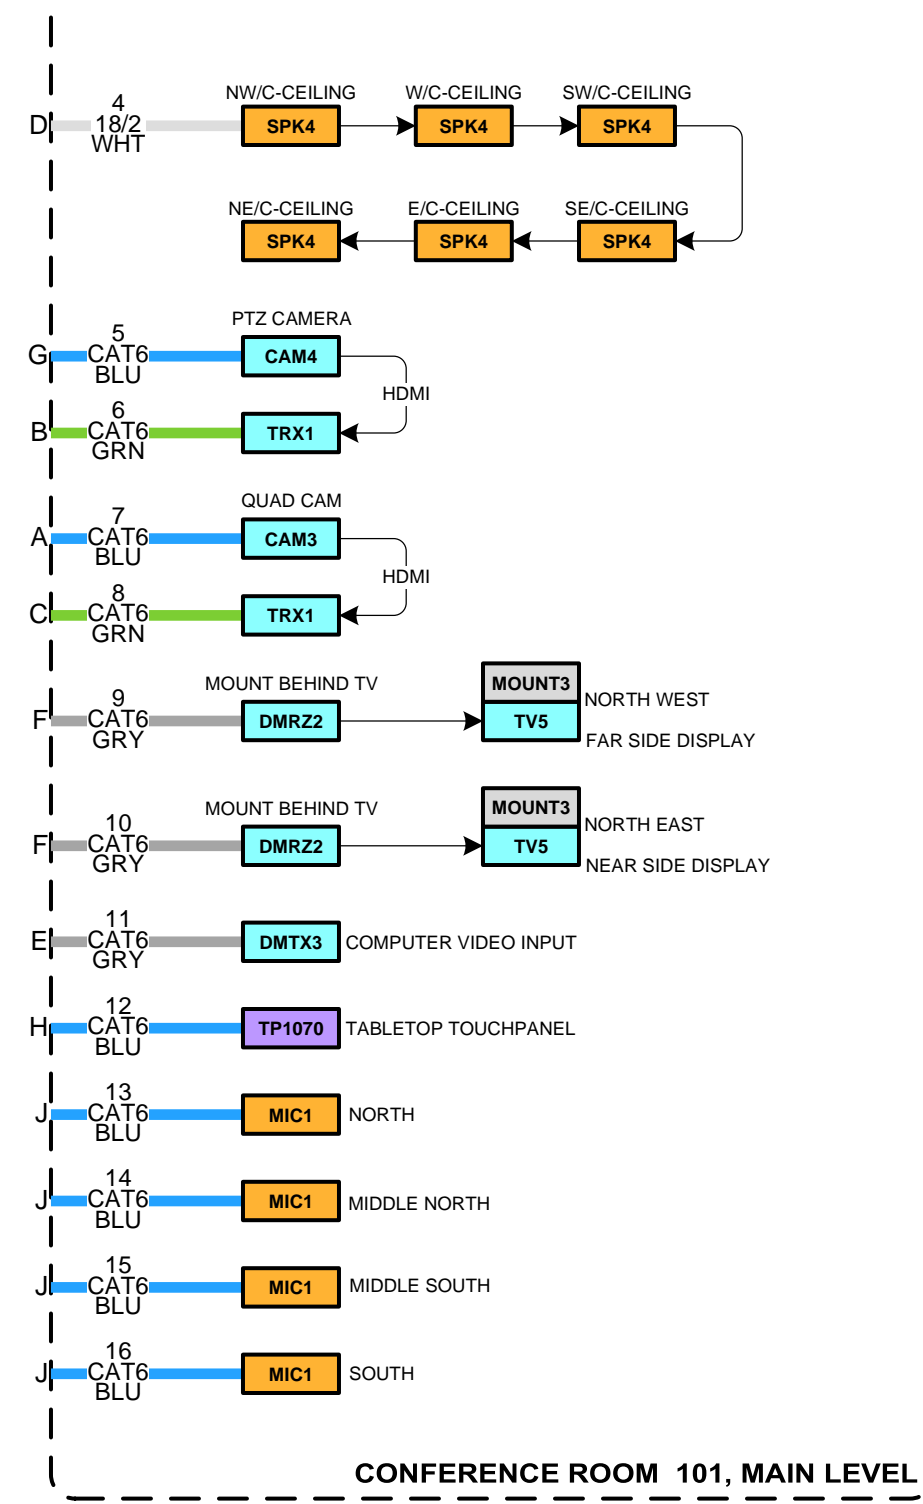 NW/C-CEILING W/C-CEILING SW/C-CEILING
4
D 18/2 SPK4 SPK4 SPK4
WHT
NE/C-CEILING E/C-CEILING SE/C-CEILING
SPK4 SPK4 SPK4
PTZ CAMERA
5
G CAT6 CAM4
BLU
HDMI
6
B CAT6 TRX1
GRN
QUAD CAM
7
A CAT6 CAM3
BLU
HDMI
8
C CAT6 TRX1
GRN
MOUNT BEHIND TV MOUNT3
NORTH WEST
9
F CAT6 DMRZ2 TV5
GRY
FAR SIDE DISPLAY
MOUNT BEHIND TV MOUNT3
NORTH EAST
10
F CAT6 DMRZ2 TV5
GRY
NEAR SIDE DISPLAY
11
E CAT6 DMTX3 COMPUTER VIDEO INPUT
GRY
12
H CAT6 TP1070 TABLETOP TOUCHPANEL
BLU
13
J CAT6 MIC1 NORTH
BLU
14
J CAT6 MIC1 MIDDLE NORTH
BLU
15
J CAT6 MIC1 MIDDLE SOUTH
BLU
16
J CAT6 MIC1 SOUTH
BLU
CONFERENCE ROOM 101, MAIN LEVEL